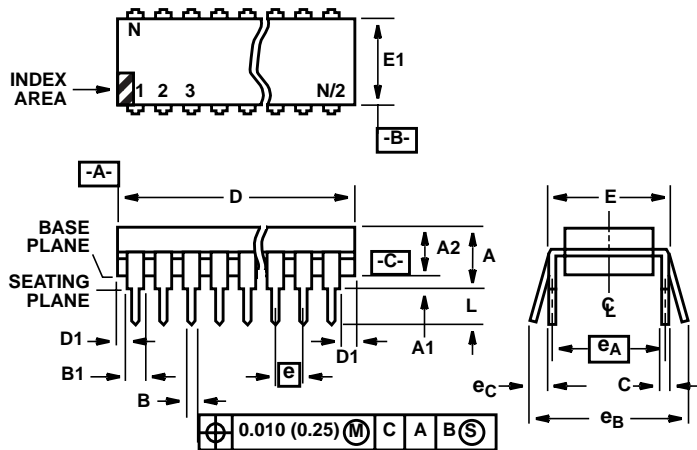 N
E1
INDEX
AREA
1 2 3 N/2
-B-
-A-
D
E
BASE
PLANE
A2
A
-C-
SEATING
PLANE
L
D1
A1
D1
e
eA
B1
B
eC
C
eB
0.010 (0.25) M C A B S